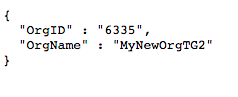 {
  "OrgID" : "6335",
  "OrgName" : "MyNewOrgTG2"
}